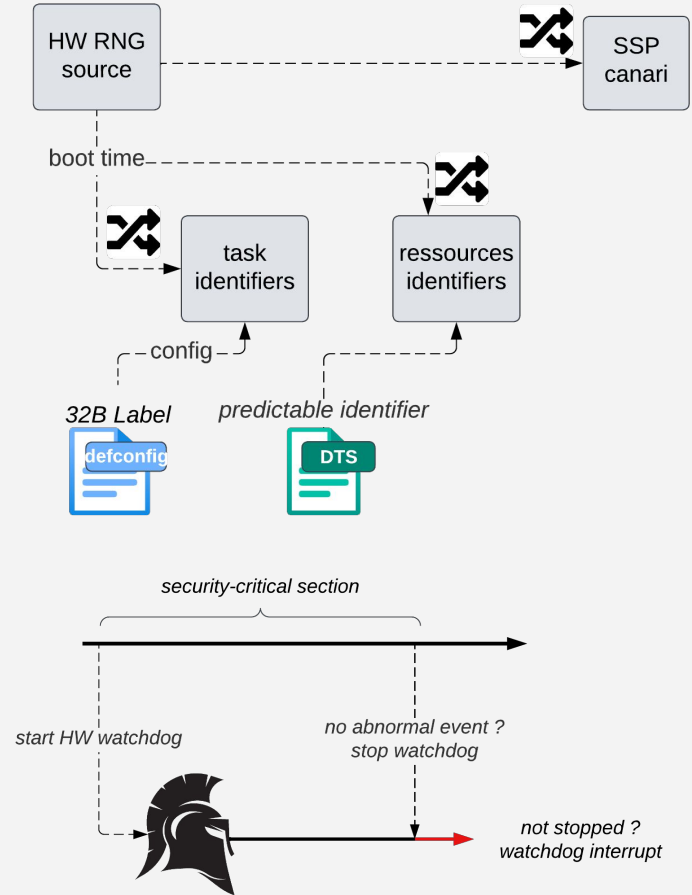 HW RNG
source
SSP
canari
boot time
task
identifiers
ressources
identifiers
config
32B Label
predictable identifier
defconfig
DTS
security-critical section
start HW watchdog
no abnormal event ?
stop watchdog
not stopped ?
watchdog interrupt